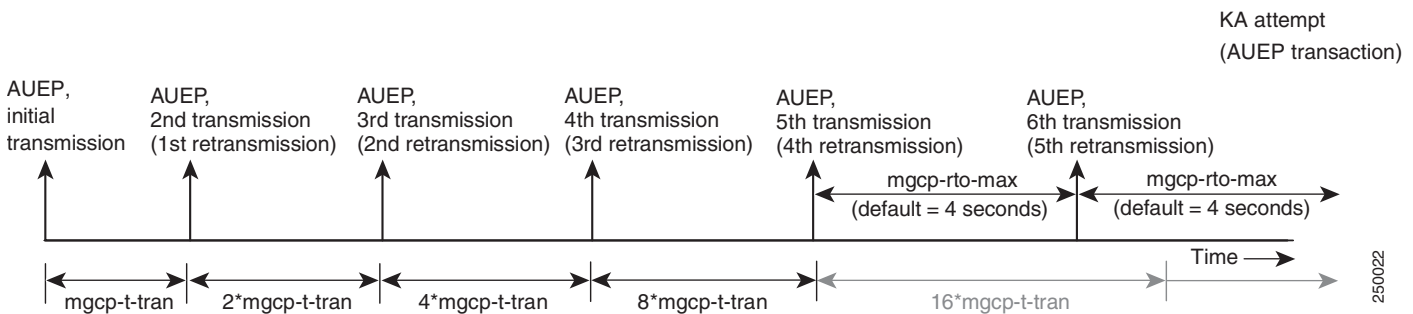 KA attempt
(AUEP transaction)
AUEP,
initial
transmission
AUEP,
2nd transmission
(1st retransmission)
AUEP,
3rd transmission
(2nd retransmission)
AUEP,
4th transmission
(3rd retransmission)
AUEP,
5th transmission
(4th retransmission)
AUEP,
6th transmission
(5th retransmission)
mgcp-rto-max
(default = 4 seconds)
mgcp-rto-max
(default = 4 seconds)
Time
mgcp-t-tran
2*mgcp-t-tran
4*mgcp-t-tran
8*mgcp-t-tran
16*mgcp-t-tran
250022